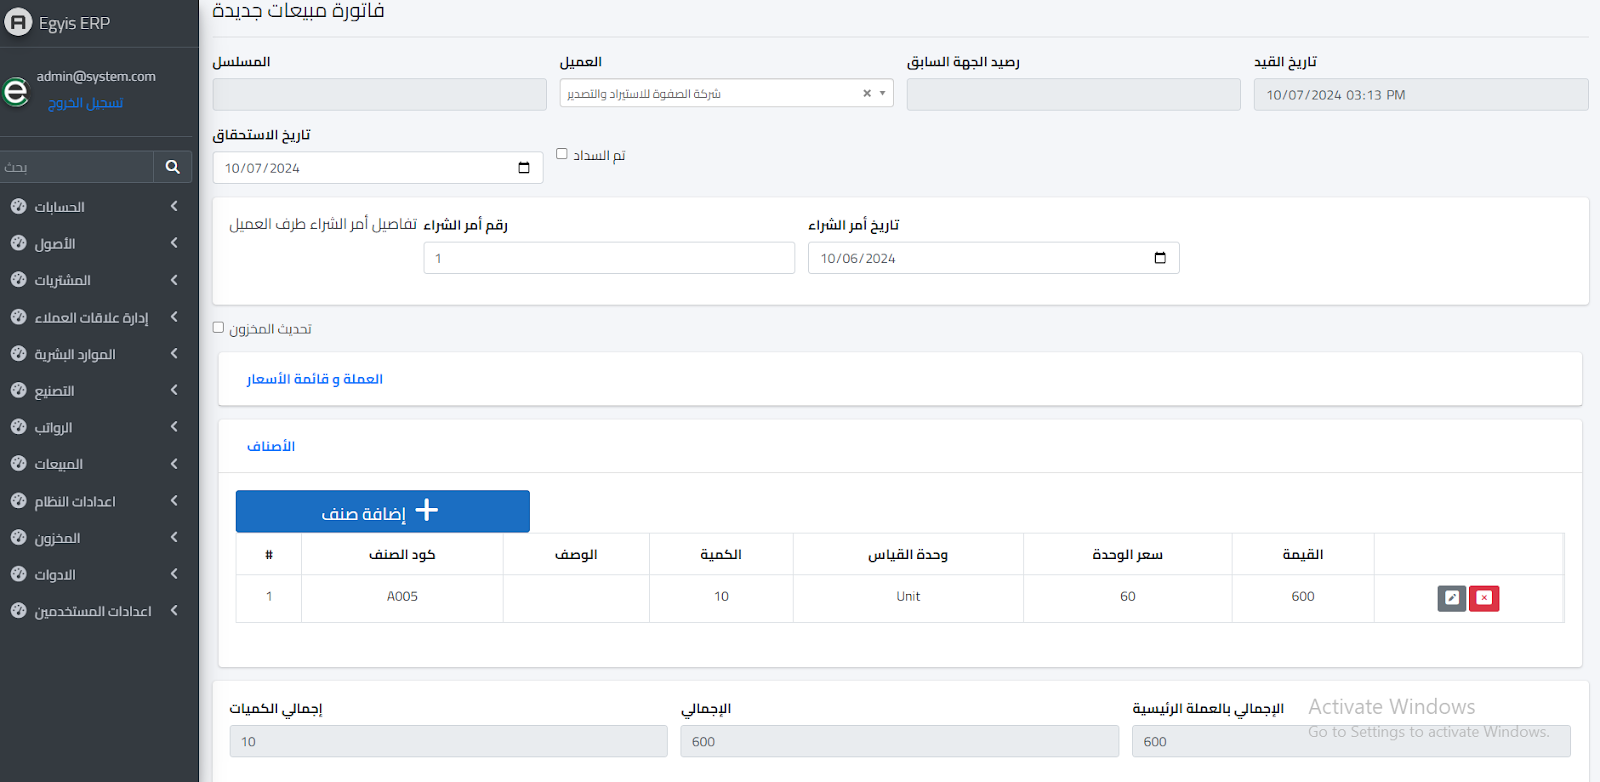 Egyis ERP
admin@system.com
تسجيل الخروج
بحث
الحسابات
الأصول
المشتريات
إدارة علاقات العملاء
الموارد البشرية
التصنيع
الرواتب
المبيعات
اعدادات النظام
المخزون
الادوات
اعدادات المستخدمين
فاتورة مبيعات جديدة
المسلسل
العميل
رصيد الجهة السابق
تاريخ القيد
شركة الصفوة للاستيراد والتصدير
10/07/2024 03:13 PM
تاريخ الاستحقاق
10/07/2024
تم السداد
تفاصيل أمر الشراء طرف العميل
رقم أمر الشراء
تاريخ أمر الشراء
1
10/06/2024
تحديث المخزون
العملة و قائمة الأسعار
الأصناف
إضافة صنف
# كود الصنف الوصف الكمية وحدة القياس سعر الوحدة القيمة
1 A005 10 Unit 60 600
إجمالي الكميات
الإجمالي
الإجمالي بالعملة الرئيسية
10
600
600
Activate Windows
Go to Settings to activate Windows.